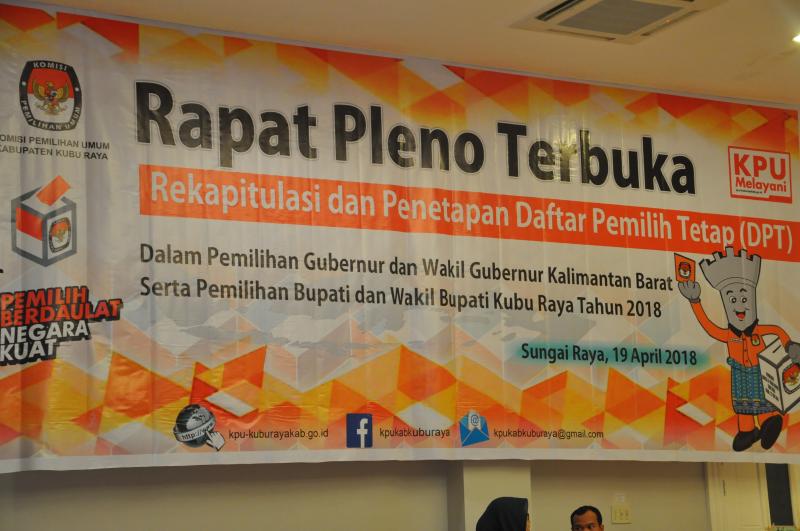 KOMISI
PEMILIHAN UMUM
OMISI PEMILIHAN UMUM
KABUPATEN KUBU RAYA
Rapat Pleno Terbuka
KPU
Melayani
Rekapitulasi dan Penetapan Daftar Pemilih Tetap (DPT)
Dalam Pemilihan Gubernur dan Wakil Gubernur Kalimantan Barat
Serta Pemilihan Bupati dan Wakil Bupati Kubu Raya Tahun 2018
PEMILIH
BERDAULAT
NEGARA
KUAT
Sungai Raya, 19 April 2018
kpu-kuburayakab.go.id
kpukabkuburaya
kpukabkuburaya@gmail.com